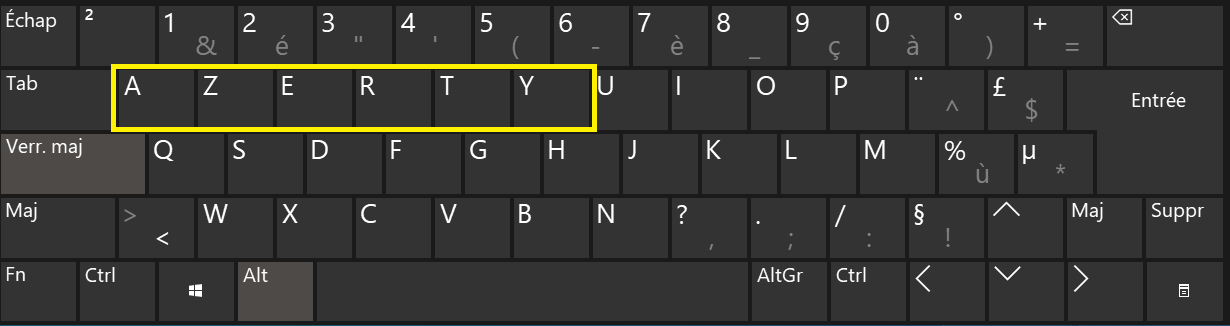 Échap ² 1 & 2 é 3 " 4 ' 5 ( 6 - 7 è 8 _ 9 ç 0 à ° ) + =
Tab A Z E R T Y U I O P ¨ ^ £ $ Entrée
Verr. maj Q S D F G H J K L M % ù µ *
Maj > < W X C V B N ? , . ; / : § ! Maj Suppr
Fn Ctrl Alt AltGr Ctrl